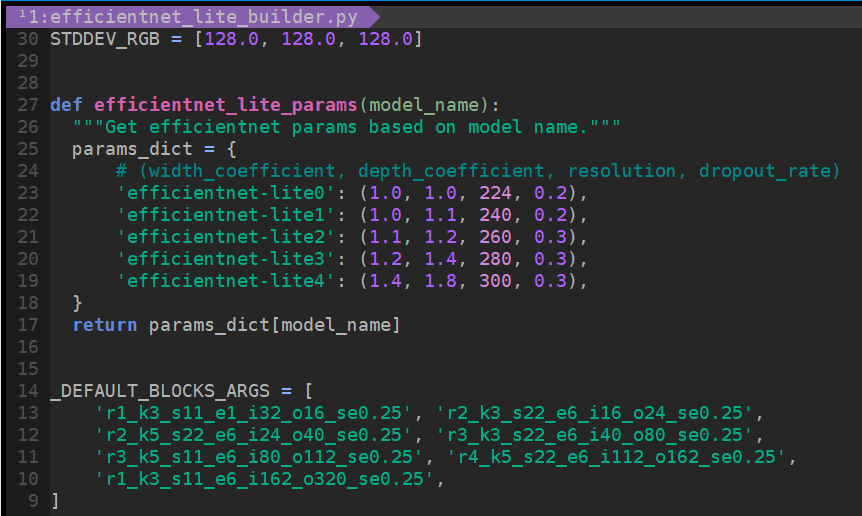 ¹1:efficientnet_lite_builder.py
30 STDDEV_RGB = [128.0, 128.0, 128.0]
29
28
27 def efficientnet_lite_params(model_name):
26   """Get efficientnet params based on model name."""
25   params_dict = {
24       # (width_coefficient, depth_coefficient, resolution, dropout_rate)
23       'efficientnet-lite0': (1.0, 1.0, 224, 0.2),
22       'efficientnet-lite1': (1.0, 1.1, 240, 0.2),
21       'efficientnet-lite2': (1.1, 1.2, 260, 0.3),
20       'efficientnet-lite3': (1.2, 1.4, 280, 0.3),
19       'efficientnet-lite4': (1.4, 1.8, 300, 0.3),
18   }
17   return params_dict[model_name]
16
15
14 _DEFAULT_BLOCKS_ARGS = [
13     'r1_k3_s11_e1_i32_o16_se0.25', 'r2_k3_s22_e6_i16_o24_se0.25',
12     'r2_k5_s22_e6_i24_o40_se0.25', 'r3_k3_s22_e6_i40_o80_se0.25',
11     'r3_k5_s11_e6_i80_o112_se0.25', 'r4_k5_s22_e6_i112_o162_se0.25',
10     'r1_k3_s11_e6_i162_o320_se0.25',
9 ]